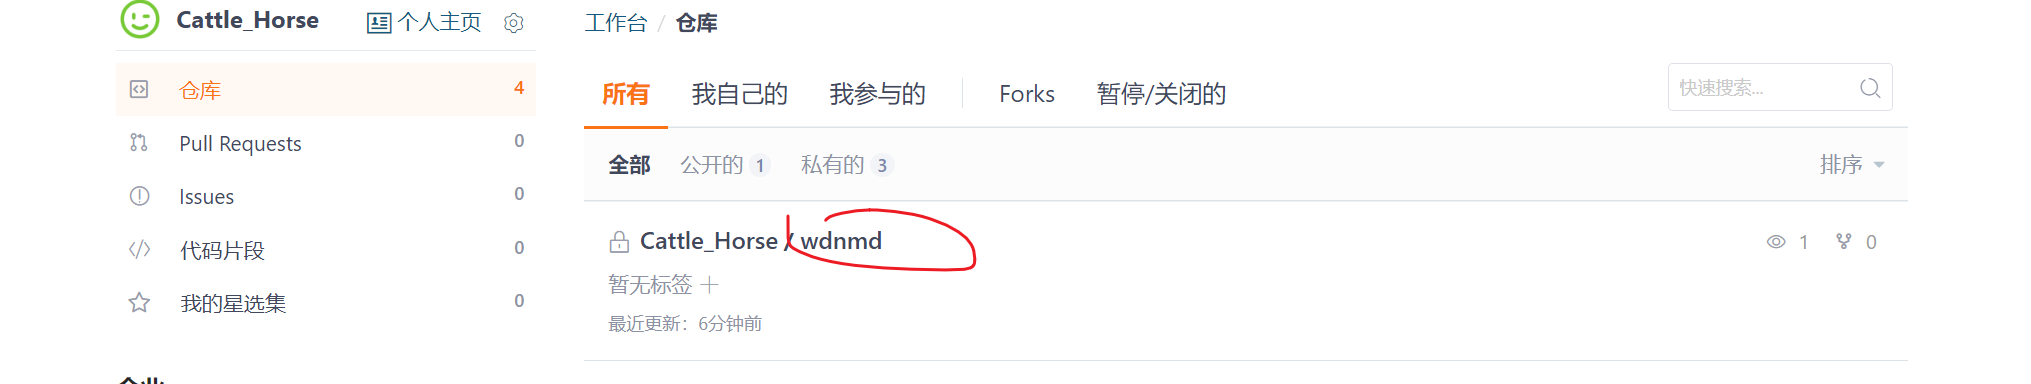 Cattle_Horse 个人主页
仓库 4
Pull Requests 0
Issues 0
代码片段 0
我的星选集 0
工作台 / 仓库
所有 我自己的 我参与的 Forks 暂停/关闭的
快速搜索...
全部 公开的 1 私有的 3 排序
Cattle_Horse / wdnmd 1 0
暂无标签
最近更新：6分钟前